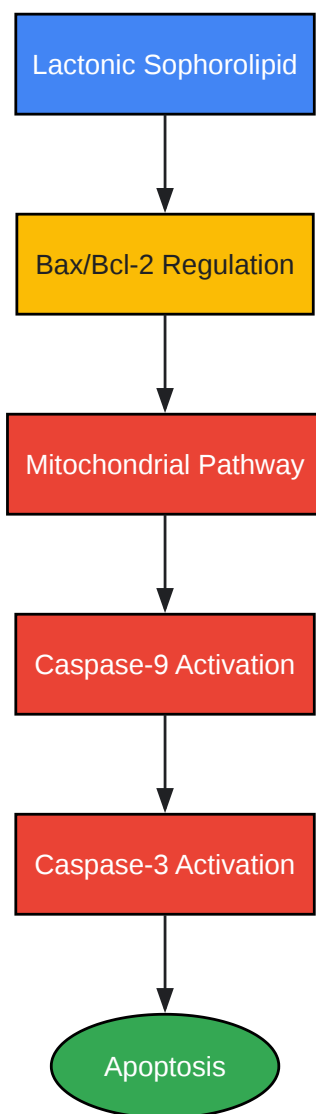 Lactonic Sophorolipid
Bax/Bcl-2 Regulation
Mitochondrial Pathway
Caspase-9 Activation
Caspase-3 Activation
Apoptosis